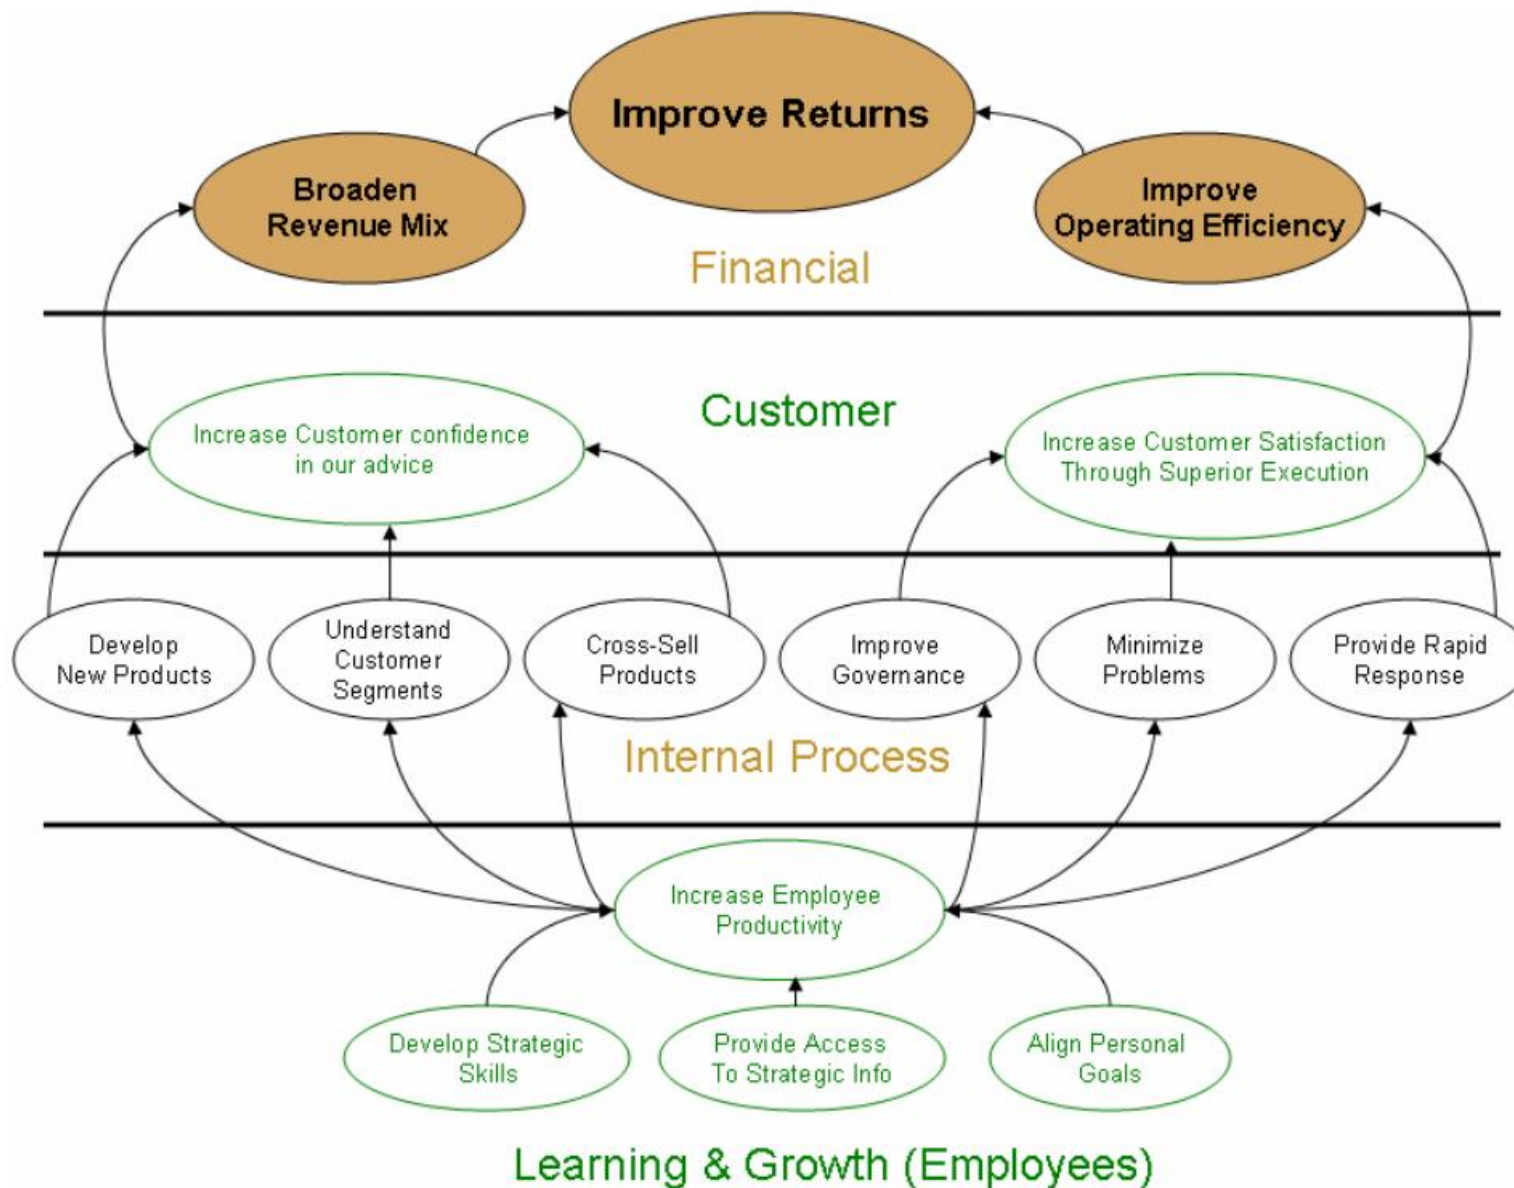 Improve Returns
Broaden
Revenue Mix
Improve
Operating Efficiency
Financial
Customer
Increase Customer confidence
in our advice
Increase Customer Satisfaction
Through Superior Execution
Develop
New Products
Understand
Customer
Segments
Cross-Sell
Products
Improve
Governance
Minimize
Problems
Provide Rapid
Response
Internal Process
Increase Employee
Productivity
Develop Strategic
Skills
Provide Access
To Strategic Info
Align Personal
Goals
Learning & Growth (Employees)